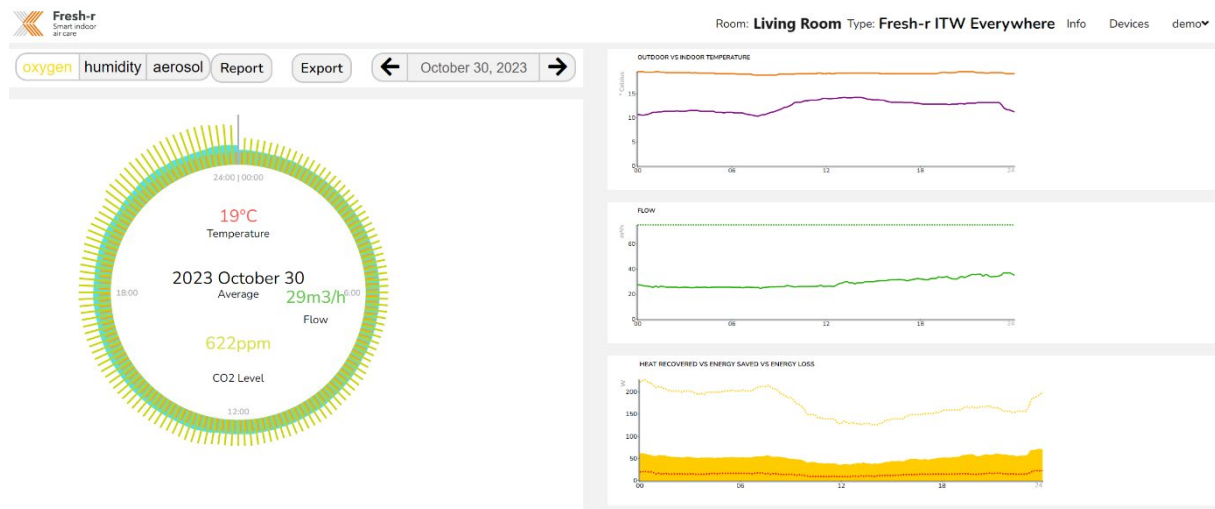 Fresh-r
Smart indoor
air care
Room: Living Room Type: Fresh-r ITW Everywhere Info Devices demo
oxygen humidity aerosol Report Export October 30, 2023
24:00 | 00:00
19°C
Temperature
2023 October 30
Average
29m3/h
Flow
6:00
18:00
622ppm
CO2 Level
12:00
OUTDOOR VS INDOOR TEMPERATURE
° Celsius
15
10
5
0
00 06 12 18 24
FLOW
60
40
20
0
00 06 12 18 24
HEAT RECOVERED VS ENERGY SAVED VS ENERGY LOSS
W
200
150
100
50
0
00 06 12 18 24